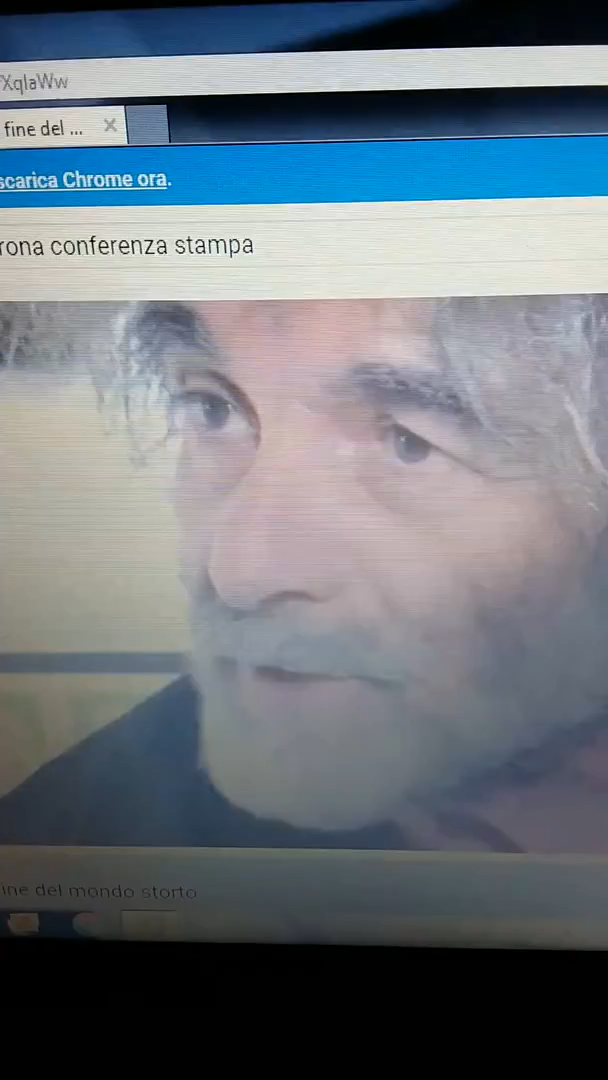 XqlaWw
fine del ...
scarica Chrome ora.
rona conferenza stampa
ine del mondo storto